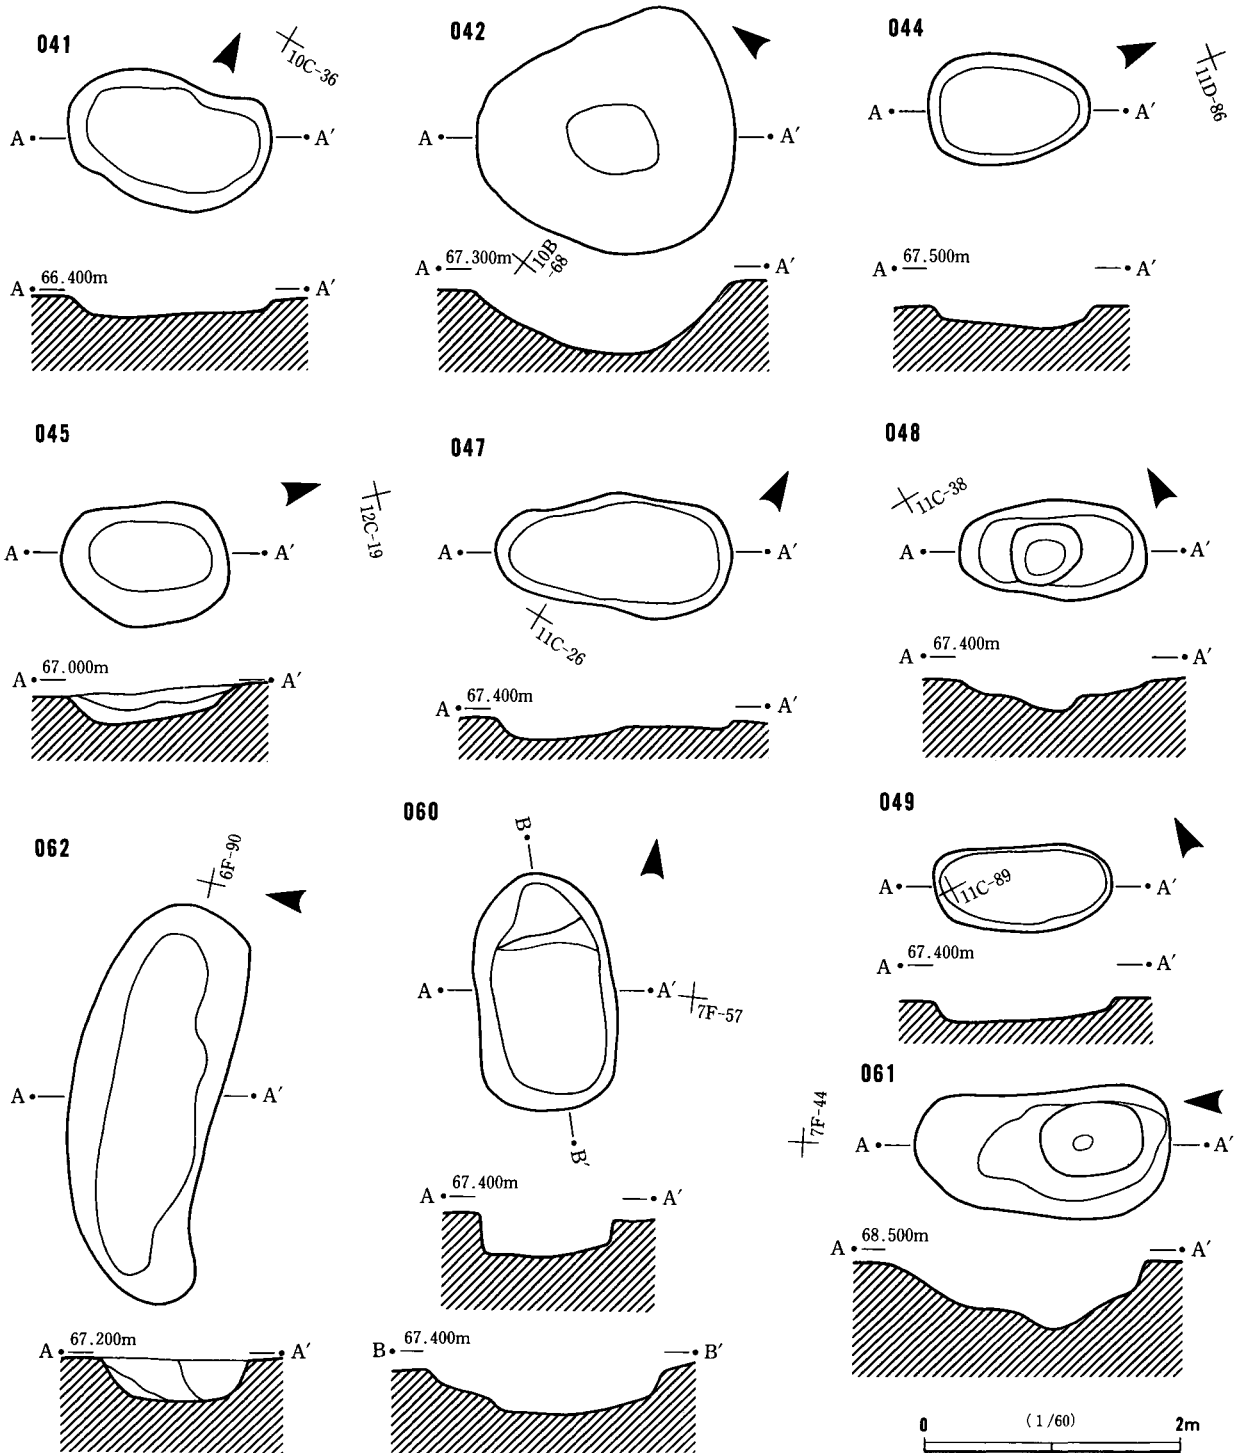 041
10C-36
A A′
66.400m
A A′
042
A A′
10B
-68
67.300m
A A′
044
11D-86
A A′
67.500m
A A′
045
12C-19
A A′
67.000m
A A′
047
A A′
11C-26
67.400m
A A′
048
11C-38
A A′
67.400m
A A′
062
6F-90
A A′
67.200m
A A′
060
B
A A′
7F-57
B′
67.400m
A A′
67.400m
B B′
049
11C-89
A A′
67.400m
A A′
061
7F-44
A A′
68.500m
A A′
0 (1/60) 2m